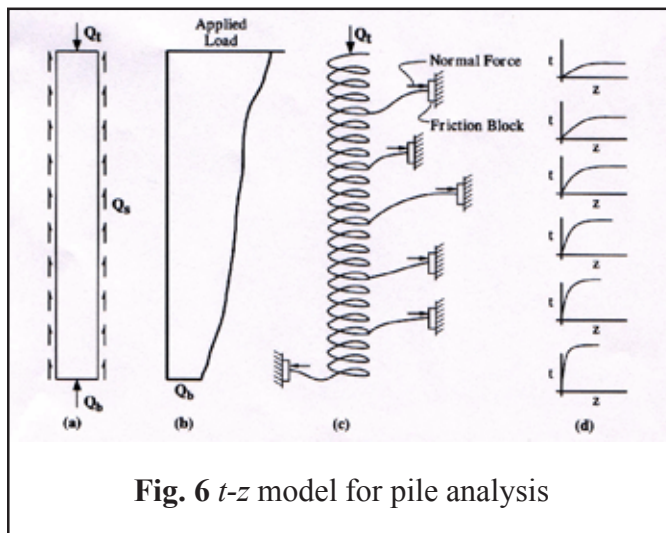 Qt
Applied
Load
Qt
Normal Force
Friction Block
Qs
Qb
Qb
t
z
t
z
t
z
t
z
t
z
t
z
(a)
(b)
(c)
(d)
Fig. 6 t-z model for pile analysis